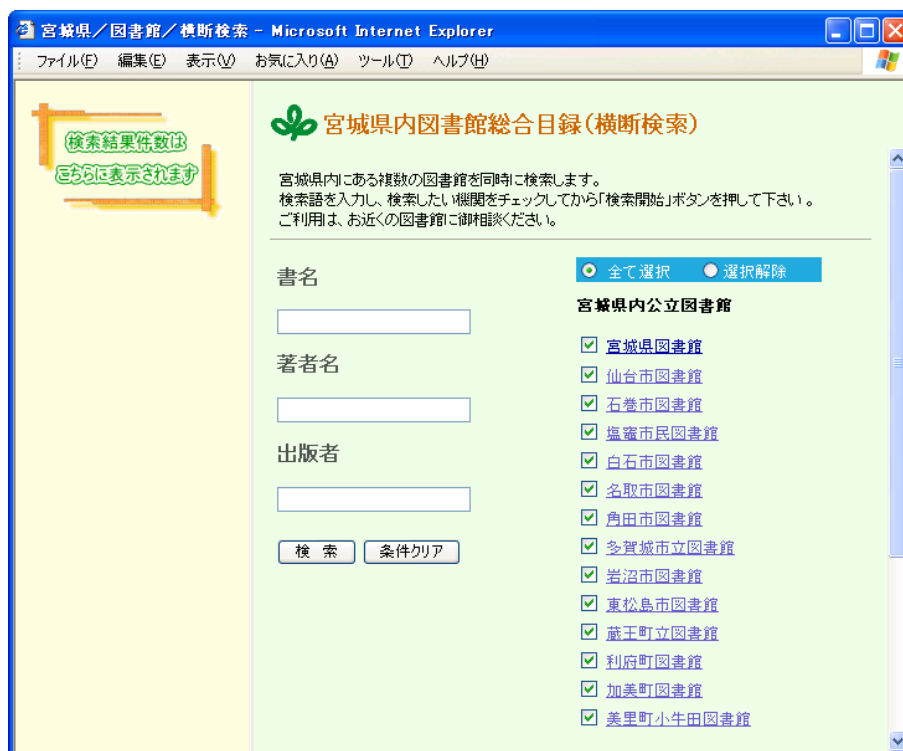 宮城県／図書館／横断検索 - Microsoft Internet Explorer
ファイル(F) 編集(E) 表示(V) お気に入り(A) ツール(T) ヘルプ(H)
検索結果件数は
こちらに表示されます
宮城県内図書館総合目録(横断検索)
宮城県内にある複数の図書館を同時に検索します。
検索語を入力し、検索したい機関をチェックしてから「検索開始」ボタンを押して下さい。
ご利用は、お近くの図書館に御相談ください。
書名
著者名
出版者
検 索 条件クリア
全て選択 選択解除
宮城県内公立図書館
宮城県図書館
仙台市図書館
石巻市図書館
塩竈市民図書館
白石市図書館
名取市図書館
角田市図書館
多賀城市立図書館
岩沼市図書館
東松島市図書館
蔵王町立図書館
利府町図書館
加美町図書館
美里町小牛田図書館